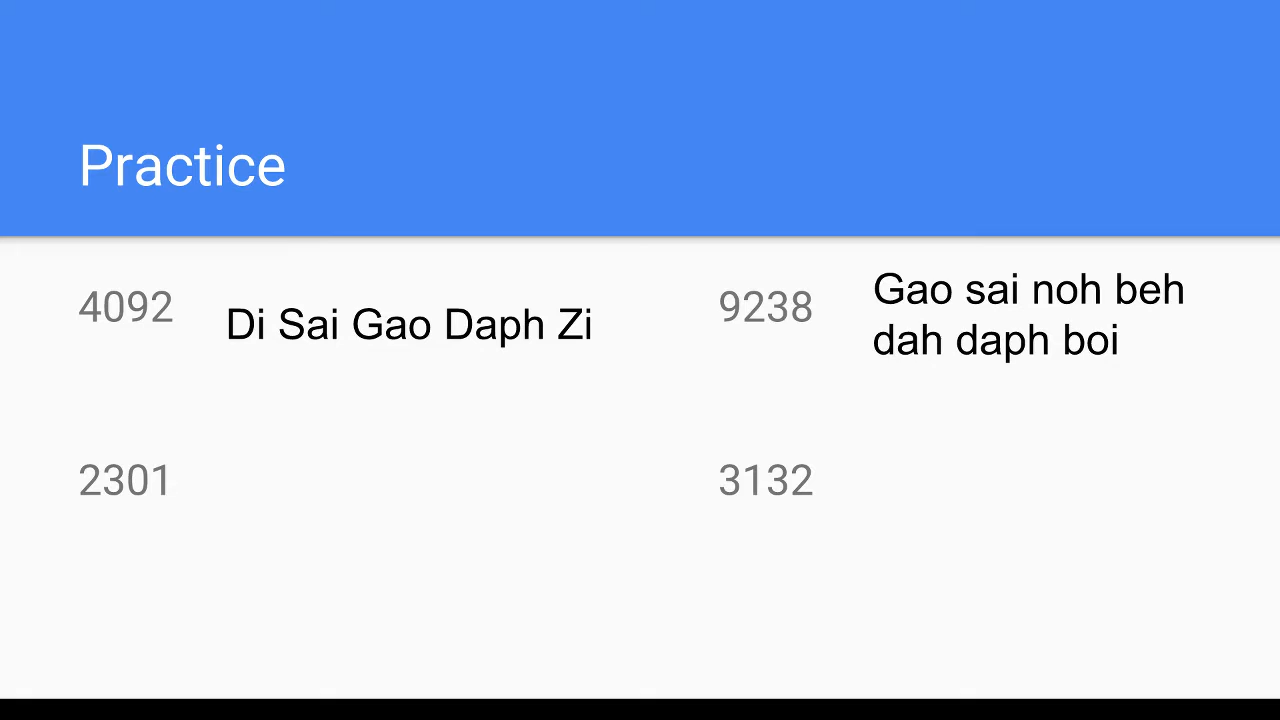 Practice
4092
Di Sai Gao Daph Zi
9238
Gao sai noh beh
dah daph boi
2301
3132